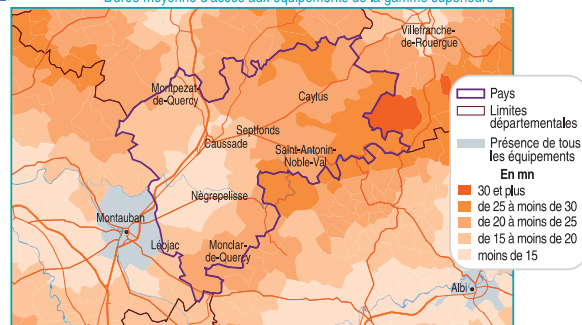 Durée moyenne d'accès aux équipements de la gamme supérieure
Villefranche-
de-Rouergue
Montpezat-
de-Quercy
Caylus
Septfonds
Caussade
Saint-Antonin-
Noble-Val
Nègrepelisse
Montauban
Léojac
Monclar-
de-Quercy
Albi
Pays
Limites
départementales
Présence de tous
les équipements
En mn
30 et plus
de 25 à moins de 30
de 20 à moins de 25
de 15 à moins de 20
moins de 15